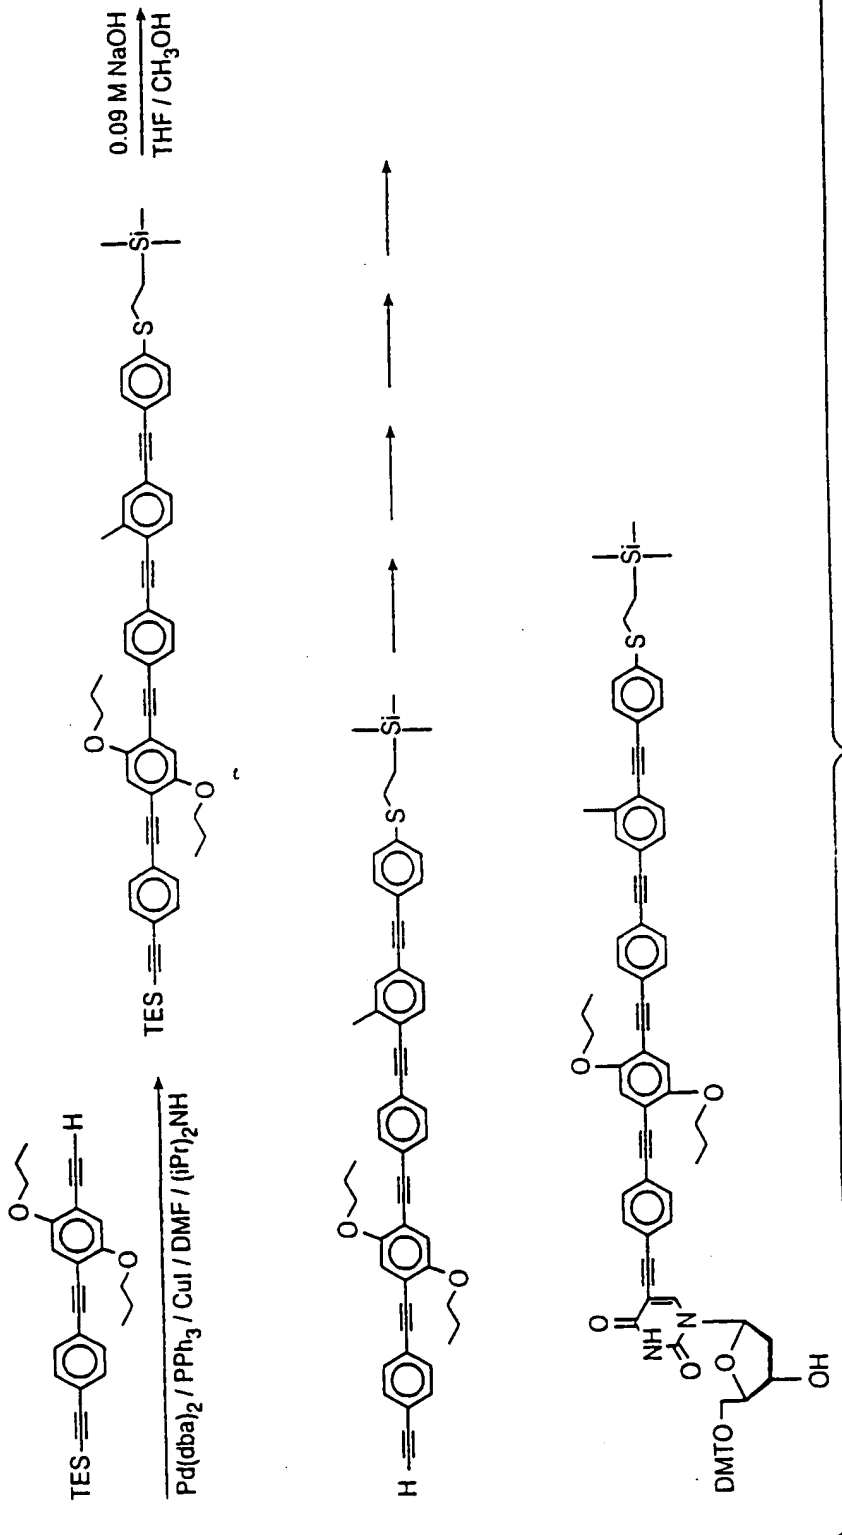 TES
H
O
O
Pd(dba)2 / PPh3 / CuI / DMF / (iPr)2NH
TES
O
O
S
Si
0.09 M NaOH
THF / CH3OH
H
O
O
S
Si
DMTO
O
OH
O
NH
O
N
O
O
S
Si